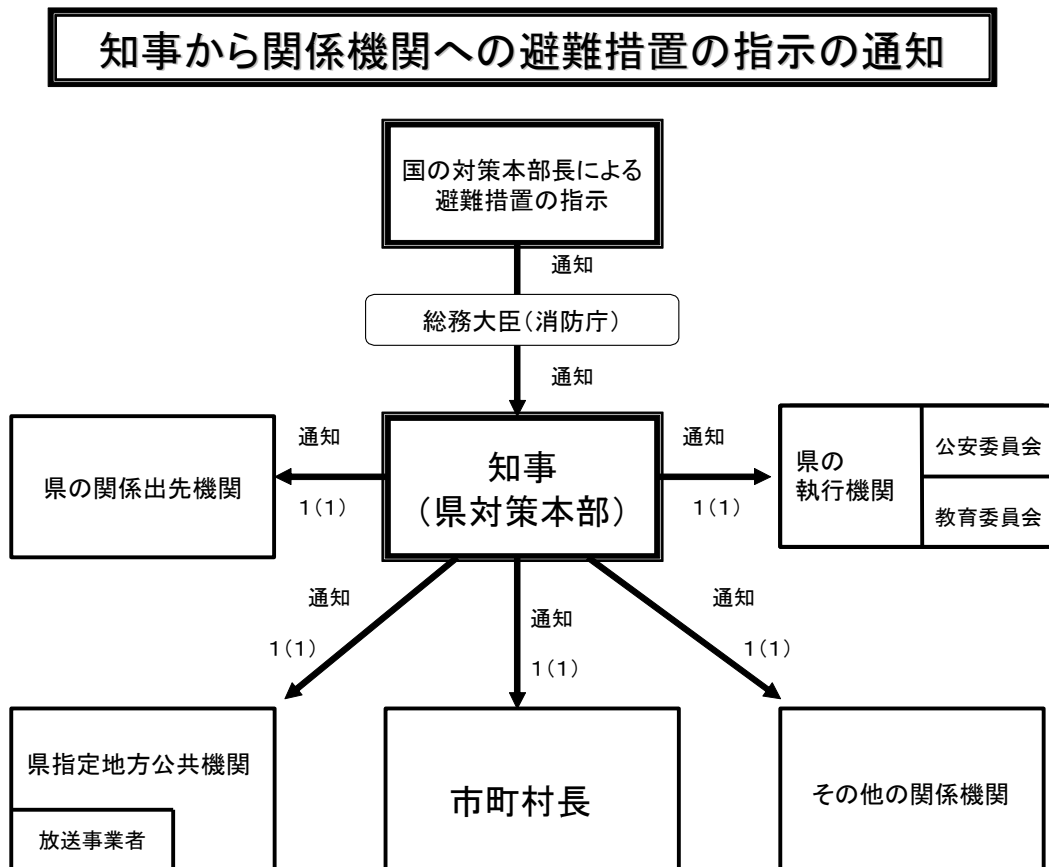 知事から関係機関への避難措置の指示の通知
国の対策本部長による
避難措置の指示
通知
総務大臣(消防庁)
通知
県の関係出先機関
通知
1(1)
知事
(県対策本部)
通知
1(1)
県の
執行機関
公安委員会
教育委員会
通知
1(1)
通知
1(1)
通知
1(1)
県指定地方公共機関
放送事業者
市町村長
その他の関係機関